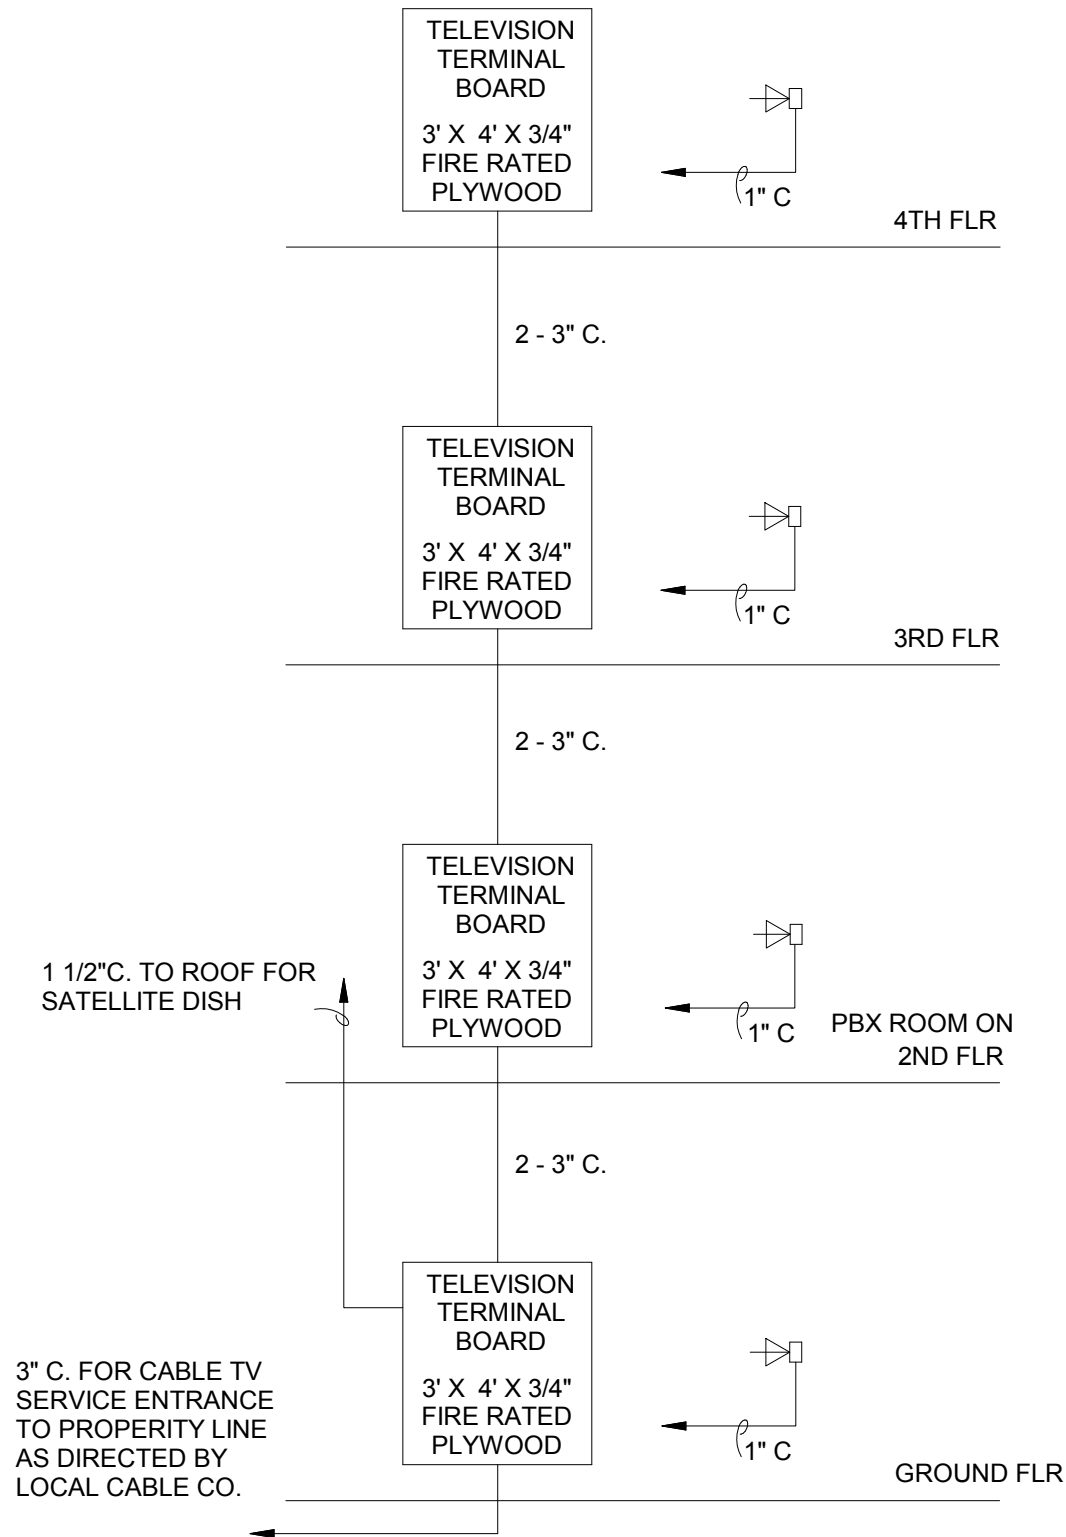 TELEVISION
TERMINAL
BOARD
3' X 4' X 3/4"
FIRE RATED
PLYWOOD
1" C
4TH FLR
2 - 3" C.
TELEVISION
TERMINAL
BOARD
3' X 4' X 3/4"
FIRE RATED
PLYWOOD
1" C
3RD FLR
2 - 3" C.
TELEVISION
TERMINAL
BOARD
3' X 4' X 3/4"
FIRE RATED
PLYWOOD
1 1/2"C. TO ROOF FOR
SATELLITE DISH
1" C
PBX ROOM ON
2ND FLR
2 - 3" C.
TELEVISION
TERMINAL
BOARD
3' X 4' X 3/4"
FIRE RATED
PLYWOOD
3" C. FOR CABLE TV
SERVICE ENTRANCE
TO PROPERITY LINE
AS DIRECTED BY
LOCAL CABLE CO.
1" C
GROUND FLR